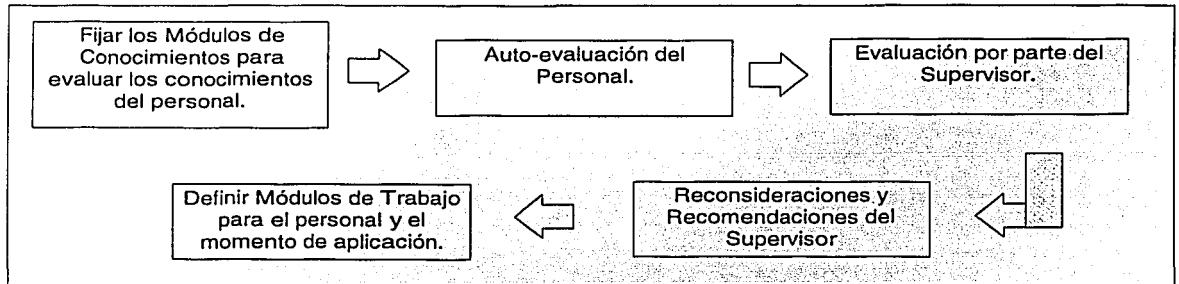 Fijar los Módulos de
Conocimientos para
evaluar los conocimientos
del personal.
Auto-evaluación del
Personal.
Evaluación por parte del
Supervisor.
Reconsideraciones y
Recomendaciones del
Supervisor
Definir Módulos de Trabajo
para el personal y el
momento de aplicación.